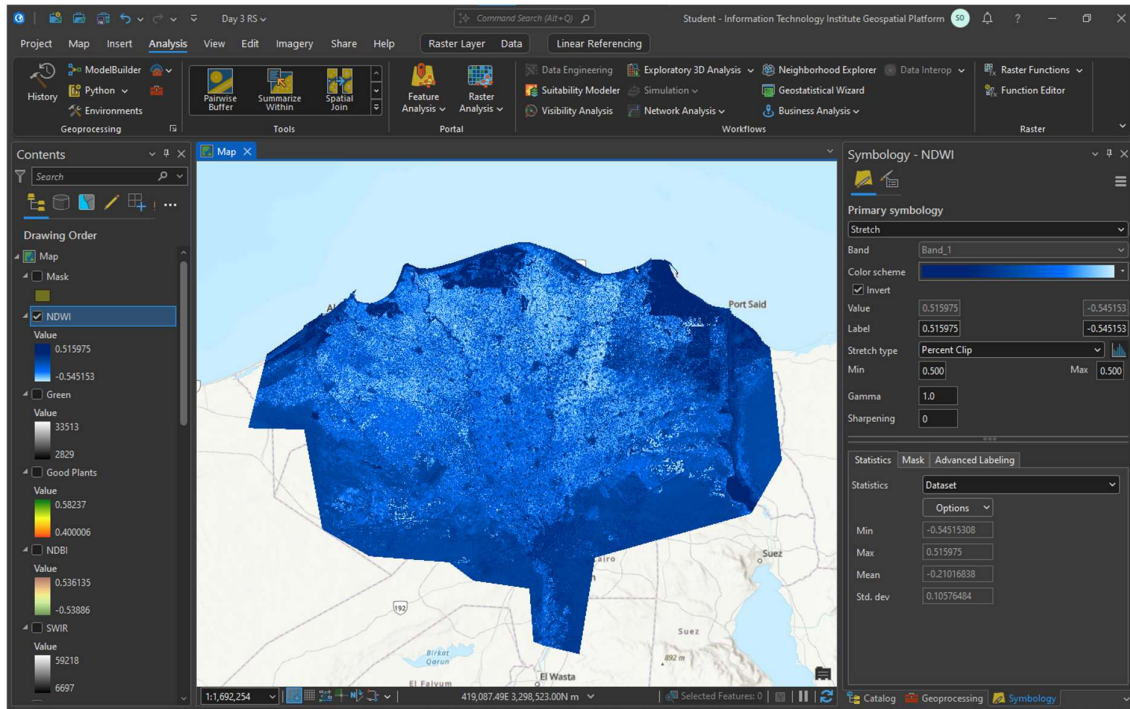 Day 3 RS
Command Search (Alt+Q)
Student - Information Technology Institute Geospatial Platform
SO
?
Project Map Insert Analysis View Edit Imagery Share Help Raster Layer Data Linear Referencing
History
ModelBuilder
Python
Environments
Geoprocessing
Pairwise Buffer
Summarize Within
Spatial Join
Tools
Feature Analysis
Raster Analysis
Portal
Data Engineering
Suitability Modeler
Visibility Analysis
Exploratory 3D Analysis
Simulation
Network Analysis
Neighborhood Explorer
Geostatistical Wizard
Business Analysis
Data Interop
Workflows
Raster Functions
Function Editor
Raster
Contents
Search
Drawing Order
Map
Mask
NDWI
Value
0.515975
-0.545153
Green
Value
33513
2829
Good Plants
Value
0.58237
0.400006
NDBI
Value
0.536135
-0.53886
SWIR
Value
59218
6697
Map
Port Said
Suez
192
Suez
892 m
Birket
Qarun
El Wasta
El Faiyum
1:1,692,254
419,087.49E 3,298,523.00N m
Selected Features: 0
Symbology - NDWI
Primary symbology
Stretch
Band Band_1
Color scheme
Invert
Value 0.515975 -0.545153
Label 0.515975 -0.545153
Stretch type Percent Clip
Min 0.500 Max 0.500
Gamma 1.0
Sharpening 0
Statistics Mask Advanced Labeling
Statistics Dataset
Options
Min -0.54515308
Max 0.515975
Mean -0.21016838
Std. dev 0.10576484
Catalog Geoprocessing Symbology